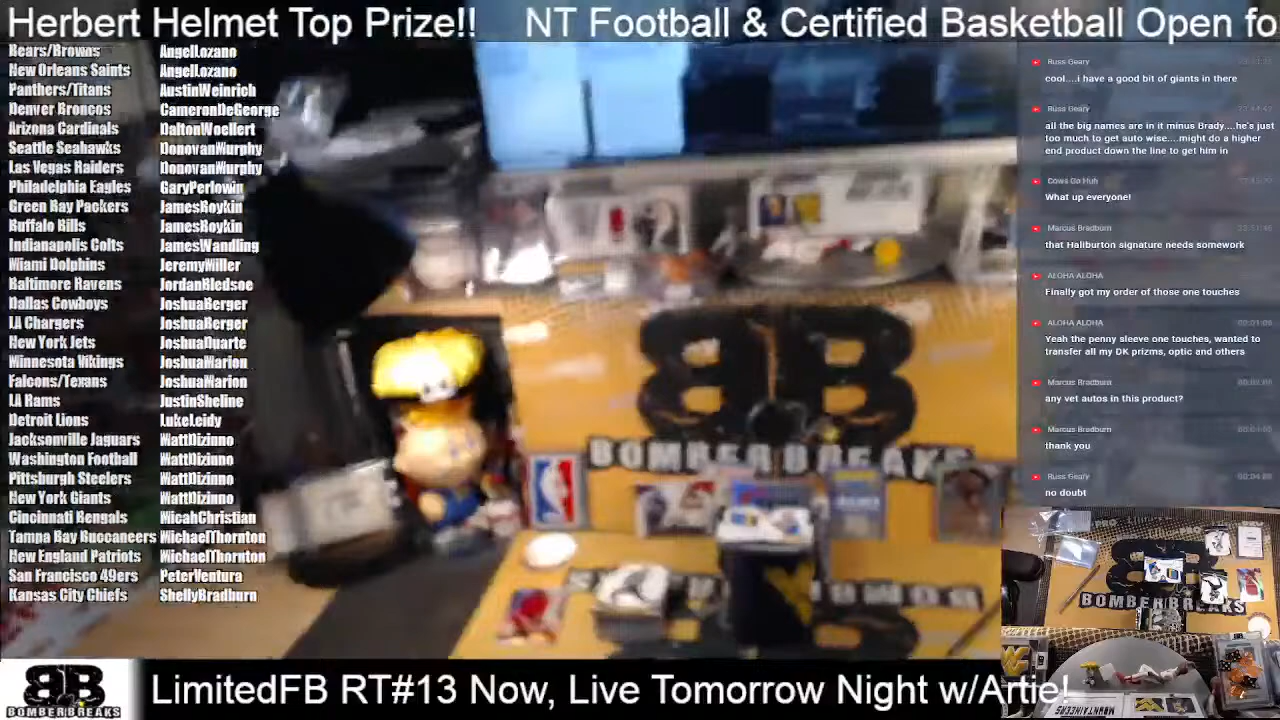 Herbert Helmet Top Prize!! NT Football & Certified Basketball Open fo
Bears/Browns AngelLozano
New Orleans Saints AngelLozano
Panthers/Titans AustinWeinrich
Denver Broncos CameronDeGeorge
Arizona Cardinals DaltonWoellert
Seattle Seahawks DonovanMurphy
Las Vegas Raiders DonovanMurphy
Philadelphia Eagles GaryPerlowin
Green Bay Packers JamesBoykin
Buffalo Bills JamesBoykin
Indianapolis Colts JamesWandling
Miami Dolphins JeremyMiller
Baltimore Ravens JordanBledsoe
Dallas Cowboys JoshuaBerger
LA Chargers JoshuaBerger
New York Jets JoshuaDuarte
Minnesota Vikings JoshuaMarion
Falcons/Texans JoshuaMarion
LA Rams JustinSheline
Detroit Lions LukeLeidy
Jacksonville Jaguars MattDizinno
Washington Football MattDizinno
Pittsburgh Steelers MattDizinno
New York Giants MattDizinno
Cincinnati Bengals MicahChristian
Tampa Bay Buccaneers MichaelThornton
New England Patriots MichaelThornton
San Francisco 49ers PeterVentura
Kansas City Chiefs ShellyBradburn
Russ Geary
cool....i have a good bit of giants in there
Russ Geary
all the big names are in it minus Brady....he's just
too much to get auto wise....might do a higher
end product down the line to get him in
Cows Go Huh
What up everyone!
Marcus Bradburn
that Haliburton signature needs somework
ALOHA ALOHA
Finally got my order of those one touches
ALOHA ALOHA
Yeah the penny sleeve one touches, wanted to
transfer all my DK prizms, optic and others
Marcus Bradburn
any vet autos in this product?
Marcus Bradburn
thank you
Russ Geary
no doubt
BB
BOMBER BREAKS
BOMBERBREAKS
MOUNTAINEERS
BB
BOMBERBREAKS
LimitedFB RT#13 Now, Live Tomorrow Night w/Artie!